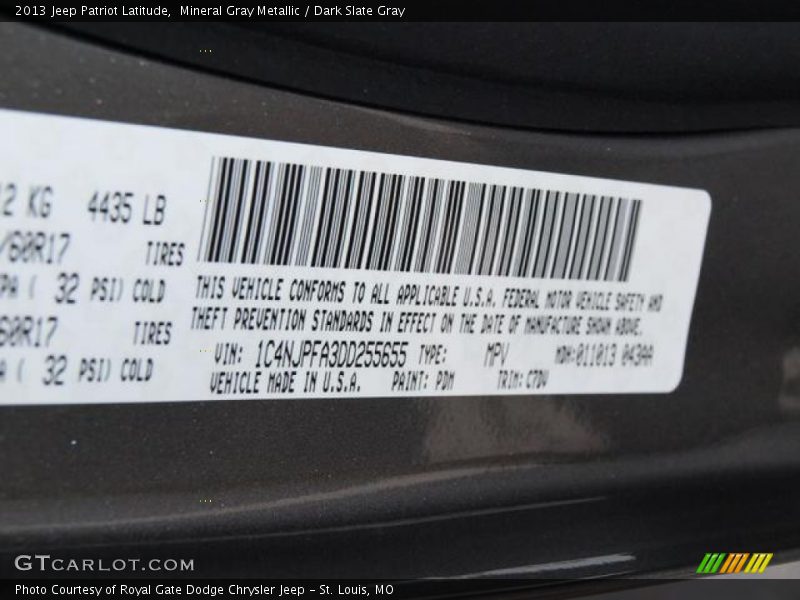 2013 Jeep Patriot Latitude,  Mineral Gray Metallic / Dark Slate Gray
2 KG 4435 LB
/60R17 TIRES
PA ( 32 PSI) COLD
60R17 TIRES
A ( 32 PSI) COLD
THIS VEHICLE CONFORMS TO ALL APPLICABLE U.S.A. FEDERAL MOTOR VEHICLE SAFETY AND
THEFT PREVENTION STANDARDS IN EFFECT ON THE DATE OF MANUFACTURE SHOWN ABOVE.
VIN: 1C4NJPFA3DD255655 TYPE: MPV MDH:011013 043AA
VEHICLE MADE IN U.S.A. PAINT: PDM TRIM: C7DV
GTCARLOT.COM
Photo Courtesy of Royal Gate Dodge Chrysler Jeep - St. Louis, MO